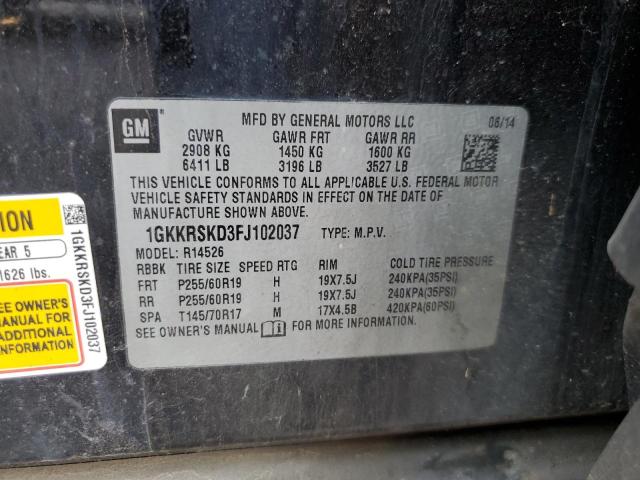 GM
MFD BY GENERAL MOTORS LLC 06/14
GVWR GAWR FRT GAWR RR
2908 KG 1450 KG 1600 KG
6411 LB 3196 LB 3527 LB
THIS VEHICLE CONFORMS TO ALL APPLICABLE U.S. FEDERAL MOTOR
VEHICLE SAFETY STANDARDS IN EFFECT ON THE DATE OF
MANUFACTURE SHOWN ABOVE.
1GKKRSKD3FJ102037 TYPE: M.P.V.
MODEL: R14526
RBBK TIRE SIZE SPEED RTG RIM COLD TIRE PRESSURE
FRT P255/60R19 H 19X7.5J 240KPA(35PSI)
RR P255/60R19 H 19X7.5J 240KPA(35PSI)
SPA T145/70R17 M 17X4.5B 420KPA(60PSI)
SEE OWNER'S MANUAL FOR MORE INFORMATION.
TION
EAR 5
1626 lbs.
SEE OWNER'S
MANUAL FOR
ADDITIONAL
1GKKRSKD3FJ102037